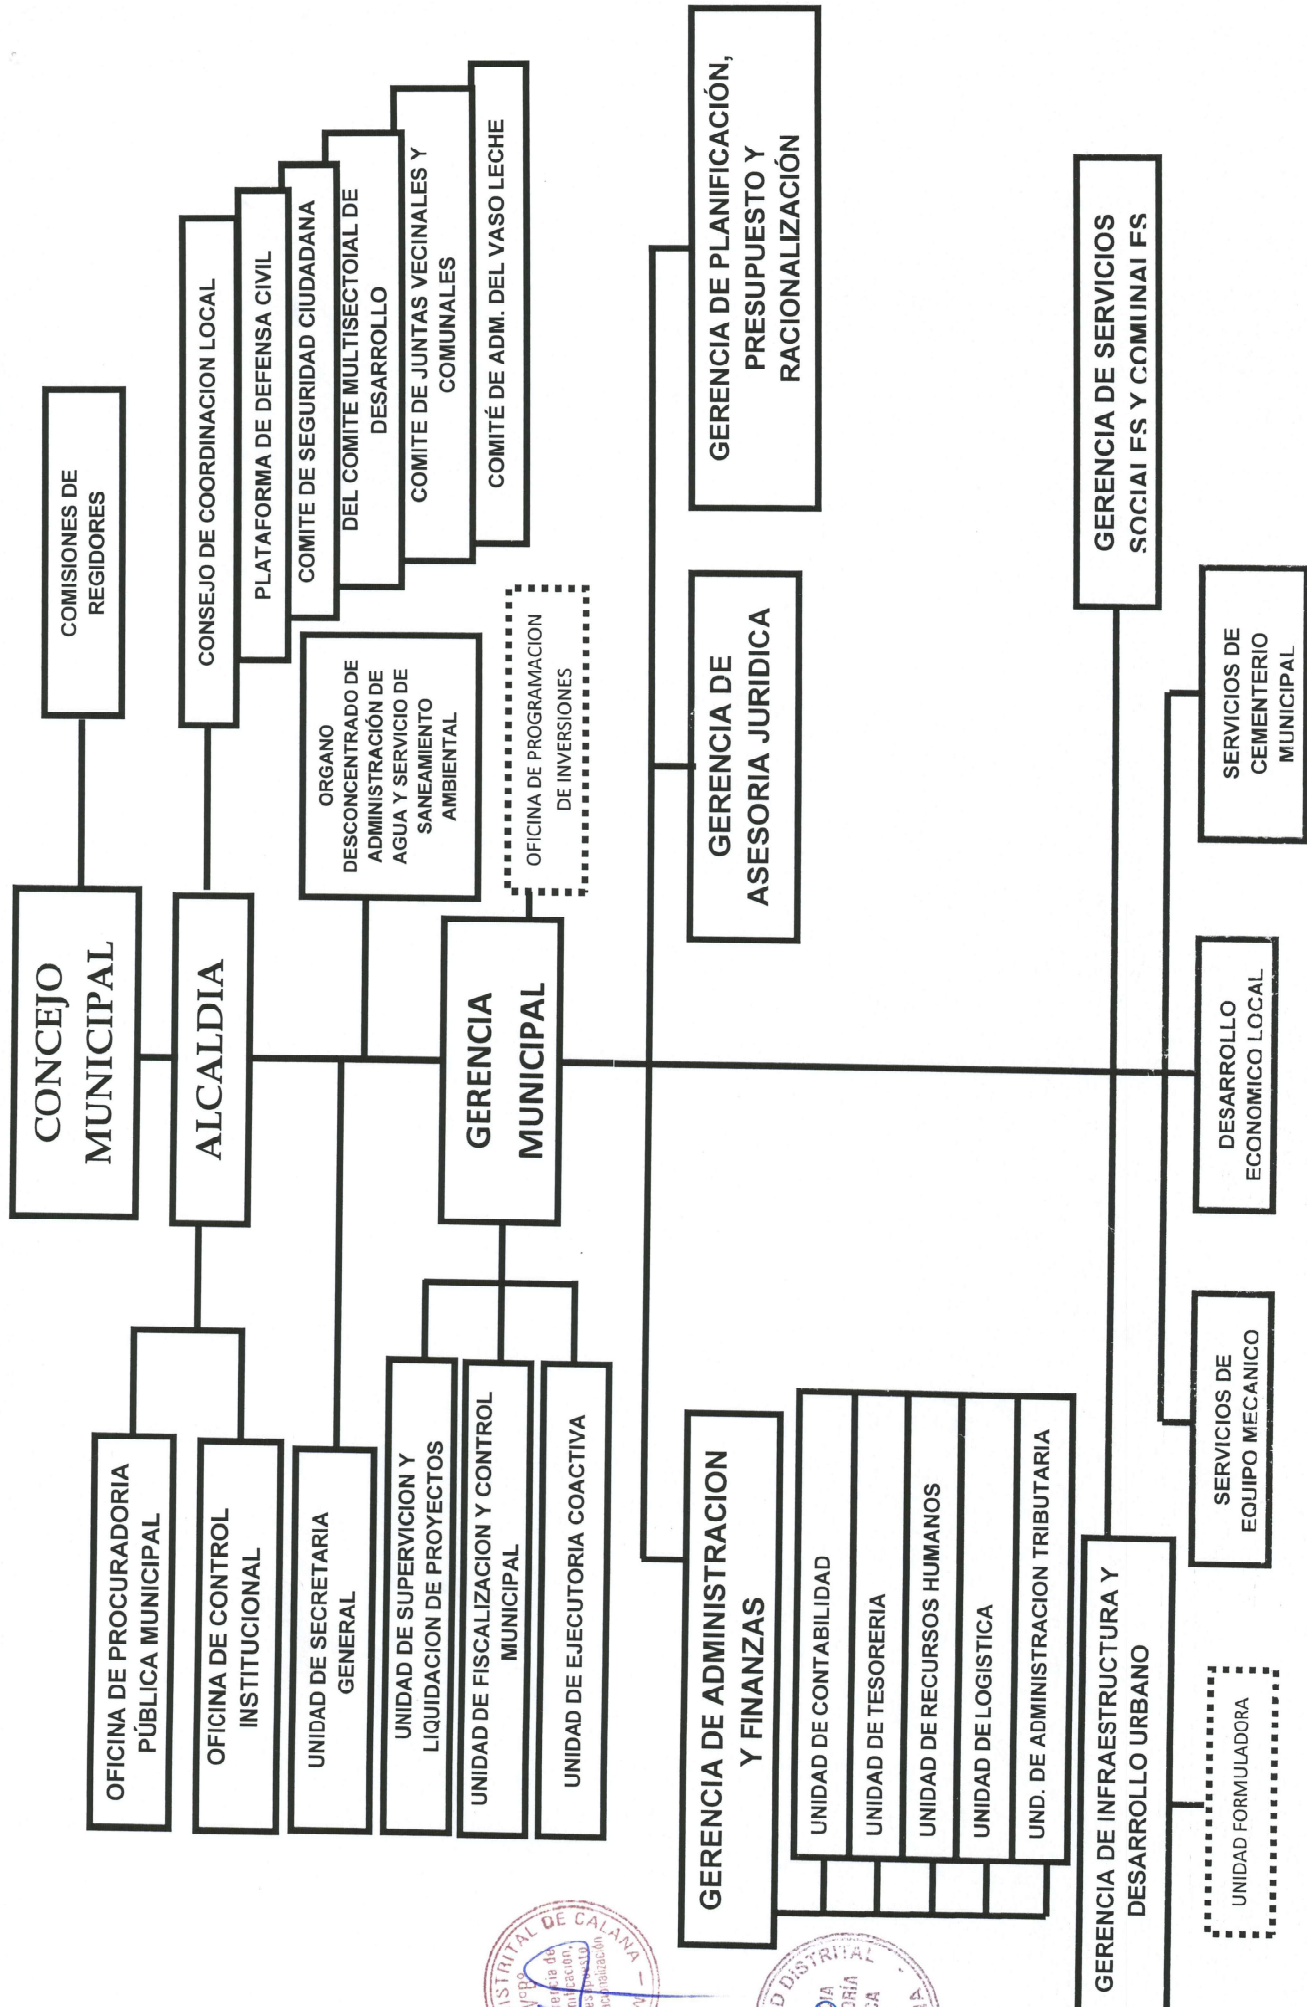 CONCEJO
MUNICIPAL
COMISIONES DE
REGIDORES
ALCALDIA
CONSEJO DE COORDINACION LOCAL
PLATAFORMA DE DEFENSA CIVIL
COMITE DE SEGURIDAD CIUDADANA
DEL COMITE MULTISECTOIAL DE
DESARROLLO
COMITE DE JUNTAS VECINALES Y
COMUNALES
COMITÉ DE ADM. DEL VASO LECHE
OFICINA DE PROCURADORIA
PÚBLICA MUNICIPAL
OFICINA DE CONTROL
INSTITUCIONAL
UNIDAD DE SECRETARIA
GENERAL
ORGANO
DESCONCENTRADO DE
ADMINISTRACIÓN DE
AGUA Y SERVICIO DE
SANEAMIENTO
AMBIENTAL
UNIDAD DE SUPERVICION Y
LIQUIDACION DE PROYECTOS
UNIDAD DE FISCALIZACION Y CONTROL
MUNICIPAL
UNIDAD DE EJECUTORIA COACTIVA
GERENCIA
MUNICIPAL
OFICINA DE PROGRAMACION
DE INVERSIONES
GERENCIA DE ADMINISTRACION
Y FINANZAS
UNIDAD DE CONTABILIDAD
UNIDAD DE TESORERIA
UNIDAD DE RECURSOS HUMANOS
UNIDAD DE LOGISTICA
UND. DE ADMINISTRACION TRIBUTARIA
GERENCIA DE
ASESORIA JURIDICA
GERENCIA DE PLANIFICACIÓN,
PRESUPUESTO Y
RACIONALIZACIÓN
GERENCIA DE INFRAESTRUCTURA Y
DESARROLLO URBANO
GERENCIA DE SERVICIOS
SOCIALES Y COMUNALES
UNIDAD FORMULADORA
SERVICIOS DE
EQUIPO MECANICO
DESARROLLO
ECONOMICO LOCAL
SERVICIOS DE
CEMENTERIO
MUNICIPAL
DE CALANA
DISTRITAL